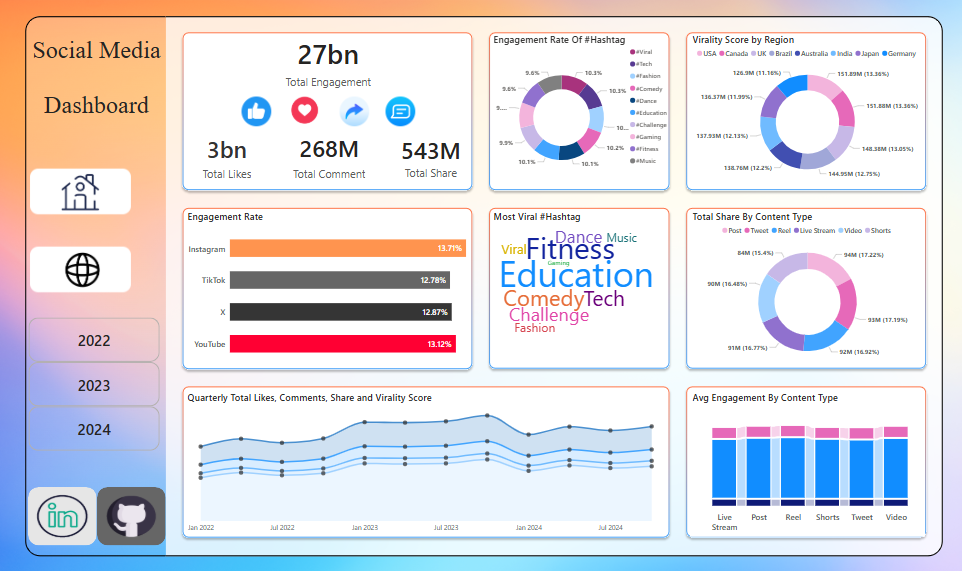 Social Media
Dashboard
2022
2023
2024
in
27bn
Total Engagement
3bn
Total Likes
268M
Total Comment
543M
Total Share
Engagement Rate Of #Hashtag
9.6%
10.3%
9.6%
10.3%
9....
10...
9.9%
10.2%
10.1%
10.1%
#Viral
#Tech
#Fashion
#Comedy
#Dance
#Education
#Challenge
#Gaming
#Fitness
#Music
Virality Score by Region
USA Canada UK Brazil Australia India Japan Germany
126.9M (11.16%)
151.89M (13.36%)
136.37M (11.99%)
151.88M (13.36%)
137.93M (12.13%)
148.38M (13.05%)
138.76M (12.2%)
144.95M (12.75%)
Engagement Rate
Instagram 13.71%
TikTok 12.78%
X 12.87%
YouTube 13.12%
Most Viral #Hashtag
Dance Music
Viral Fitness
Gaming
Education
Comedy Tech
Challenge
Fashion
Total Share By Content Type
Post Tweet Reel Live Stream Video Shorts
84M (15.4%)
94M (17.22%)
90M (16.48%)
93M (17.19%)
91M (16.77%)
92M (16.92%)
Quarterly Total Likes, Comments, Share and Virality Score
Jan 2022 Jul 2022 Jan 2023 Jul 2023 Jan 2024 Jul 2024
Avg Engagement By Content Type
Live Stream
Post
Reel
Shorts
Tweet
Video